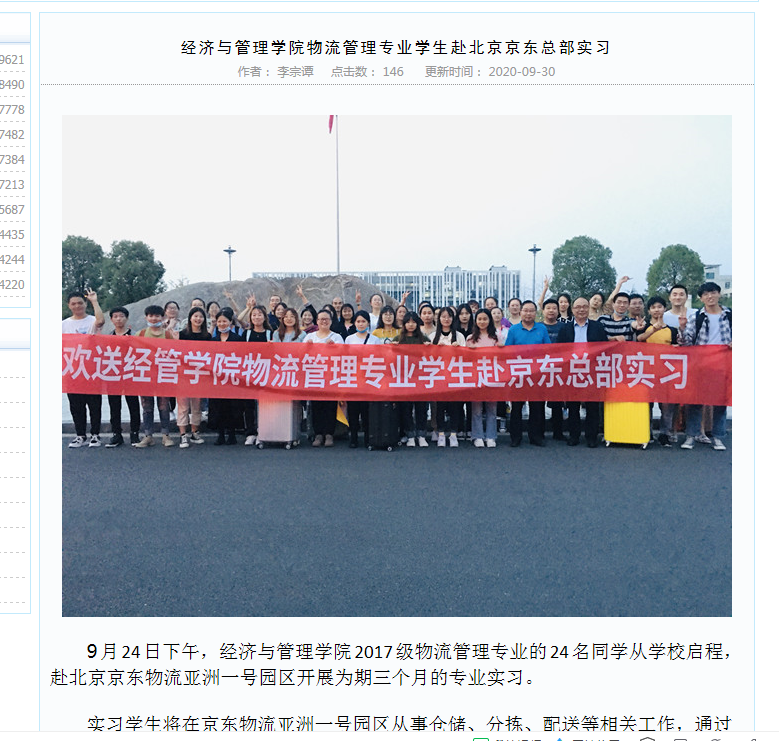 经济与管理学院物流管理专业学生赴北京京东总部实习
作者： 李宗谭 点击数： 146 更新时间： 2020-09-30
9621
8490
7778
7482
7384
7213
5687
4435
4244
4220
欢送经管学院物流管理专业学生赴京东总部实习
9月24日下午，经济与管理学院2017级物流管理专业的24名同学从学校启程，
赴北京京东物流亚洲一号园区开展为期三个月的专业实习。
实习学生将在京东物流亚洲一号园区从事仓储、分拣、配送等相关工作，通过